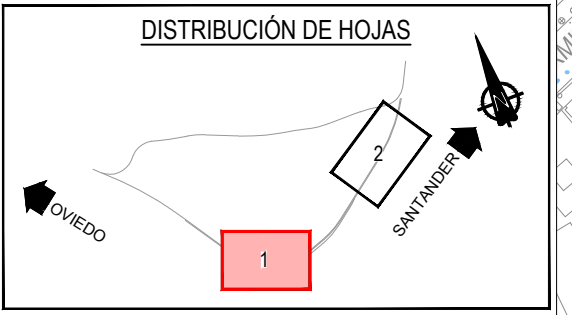 DISTRIBUCIÓN DE HOJAS
N
2
SANTANDER
OVIEDO
1